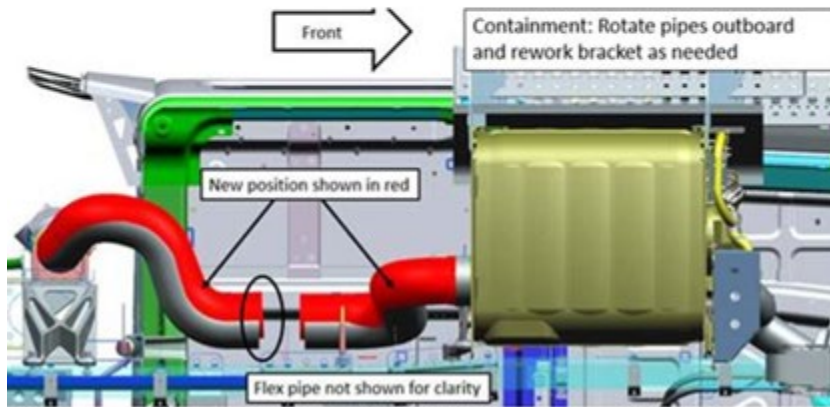 Front
Containment: Rotate pipes outboard
and rework bracket as needed
New position shown in red
Flex pipe not shown for clarity